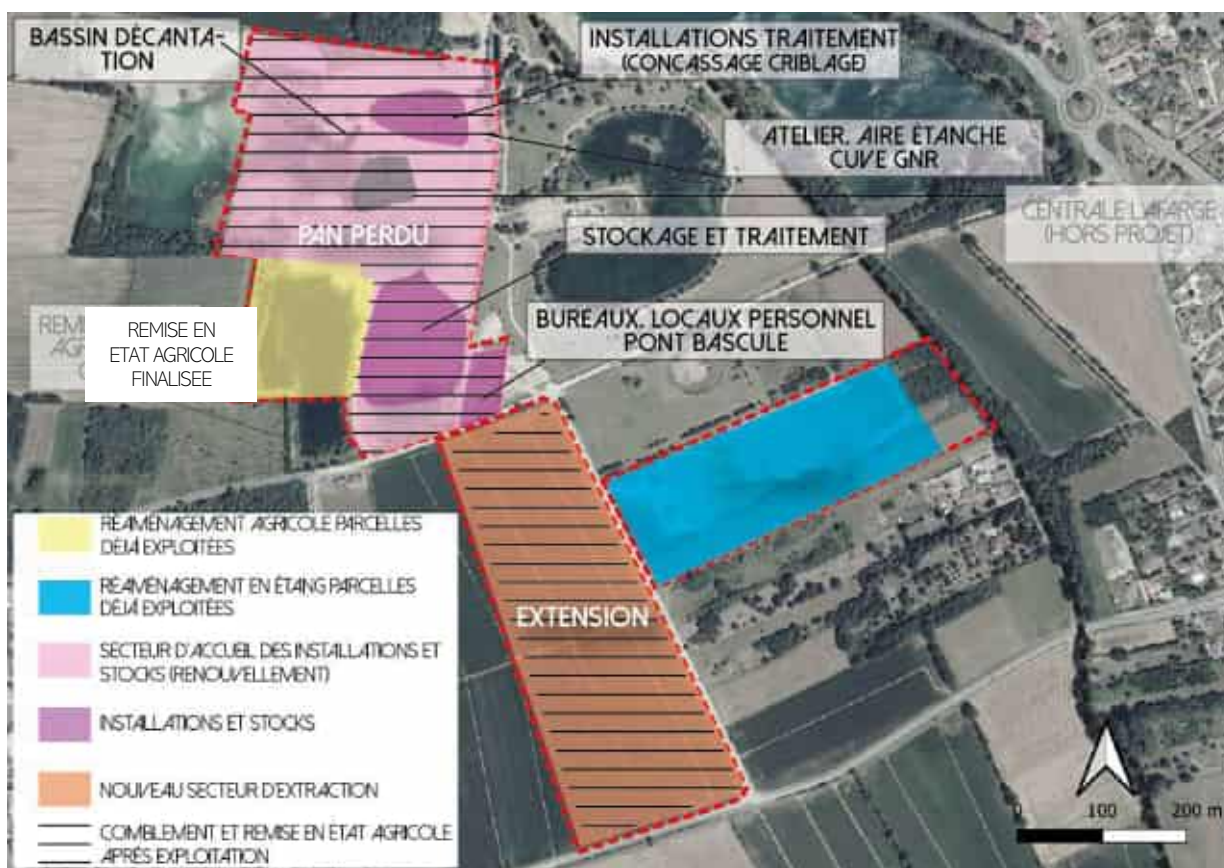 BASSIN DÉCANTA-
TION
INSTALLATIONS TRAITEMENT
(CONCASSAGE CRIBLAGE)
ATELIER, AIRE ÉTANCHE
CUVE GNR
CENTRALE LAFARGE
(HORS PROJET)
PAN PERDU
STOCKAGE ET TRAITEMENT
BUREAUX, LOCAUX PERSONNEL
PONT BASCULE
REMISE EN
ETAT AGRICOLE
FINALISEE
EXTENSION
RÉAMÉNAGEMENT AGRICOLE PARCELLES
DÉJÀ EXPLOITÉES
RÉAMÉNAGEMENT EN ÉTANG PARCELLES
DÉJÀ EXPLOITÉES
SECTEUR D'ACCUEIL DES INSTALLATIONS ET
STOCKS (RENOUVELLEMENT)
INSTALLATIONS ET STOCKS
NOUVEAU SECTEUR D'EXTRACTION
COMBLEMENT ET REMISE EN ÉTAT AGRICOLE
APRÈS EXPLOITATION
0 100 200 m